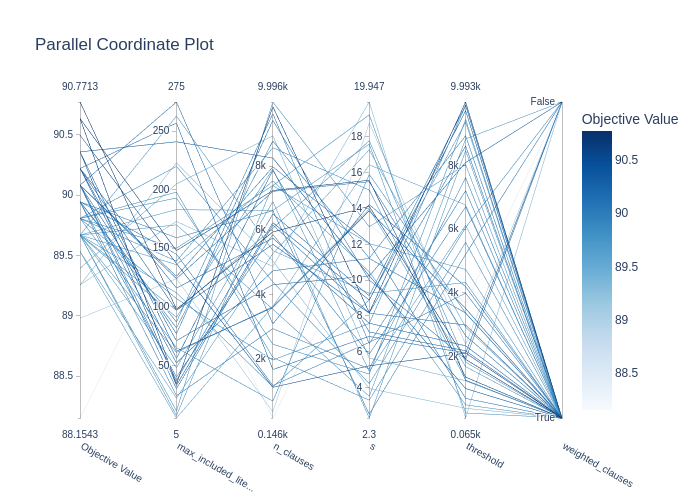 Parallel Coordinate Plot
90.7713 275 9.996k 19.947 9.993k
False
Objective Value
90.5 250 18 90.5
8k 16 8k
90 200 14 90
6k 12 6k
89.5 150 10 89.5
4k 8 4k
89 100 6 89
2k 2k
88.5 50 4 88.5
True
88.1543 5 0.146k 2.3 0.065k
Objective Value
max_included_lite...
n_clauses
s
threshold
weighted_clauses